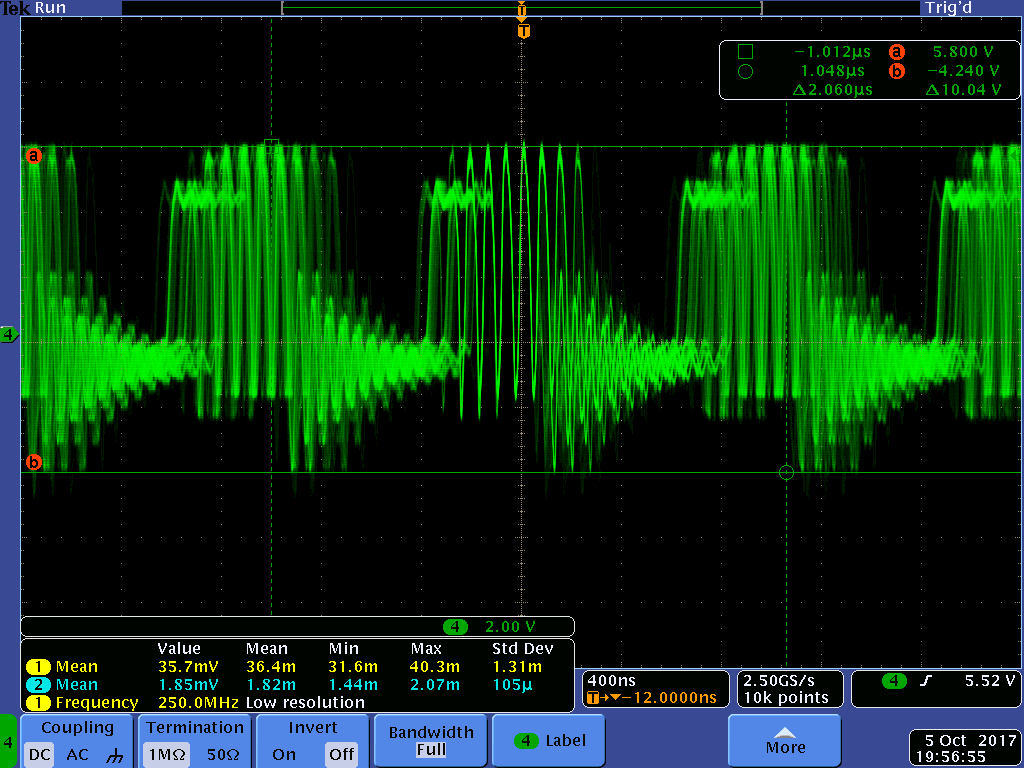 Tek Run Trig'd
T
T
−1.012µs a 5.800 V
1.048µs b −4.240 V
Δ2.060µs Δ10.04 V
a
4
b
4 2.00 V
Value Mean Min Max Std Dev
1 Mean 35.7mV 36.4m 31.6m 40.3m 1.31m
2 Mean 1.85mV 1.82m 1.44m 2.07m 105µ
1 Frequency 250.0MHz Low resolution
400ns
T→▼−12.0000ns
2.50GS/s
10k points
4 5.52 V
4
Coupling
DC AC
Termination
1MΩ 50Ω
Invert
On Off
Bandwidth
Full
4 Label
More
5 Oct 2017
19:56:55